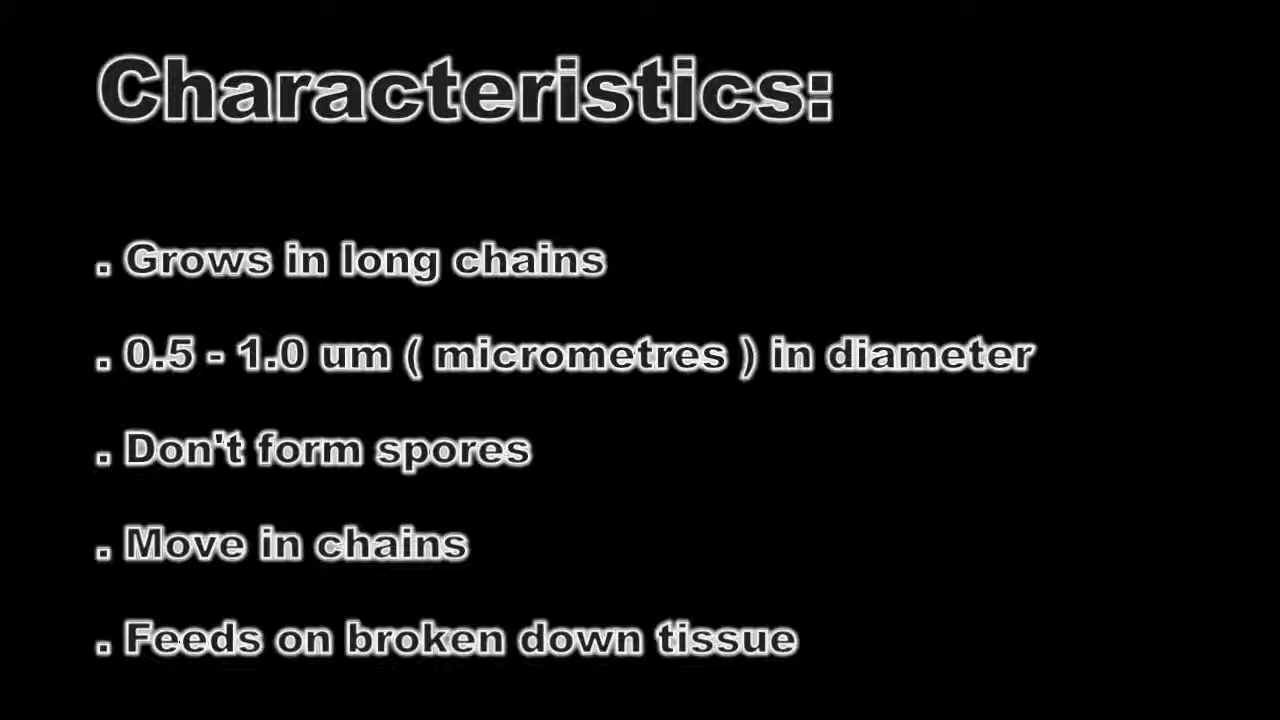 Characteristics:
. Grows in long chains
. 0.5 - 1.0 um ( micrometres ) in diameter
. Don't form spores
. Move in chains
. Feeds on broken down tissue